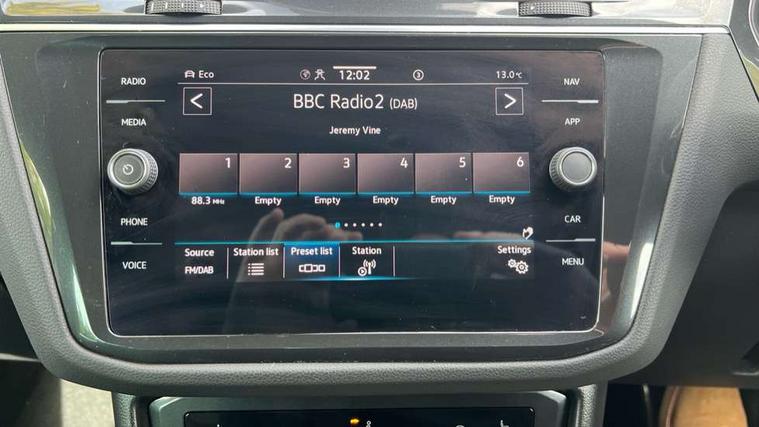 RADIO
MEDIA
PHONE
VOICE
Eco 12:02 3 13.0°C
< BBC Radio2 (DAB) >
Jeremy Vine
1 2 3 4 5 6
88.3 MHz Empty Empty Empty Empty Empty
Source Station list Preset list Station Settings
FM/DAB
NAV
APP
CAR
MENU